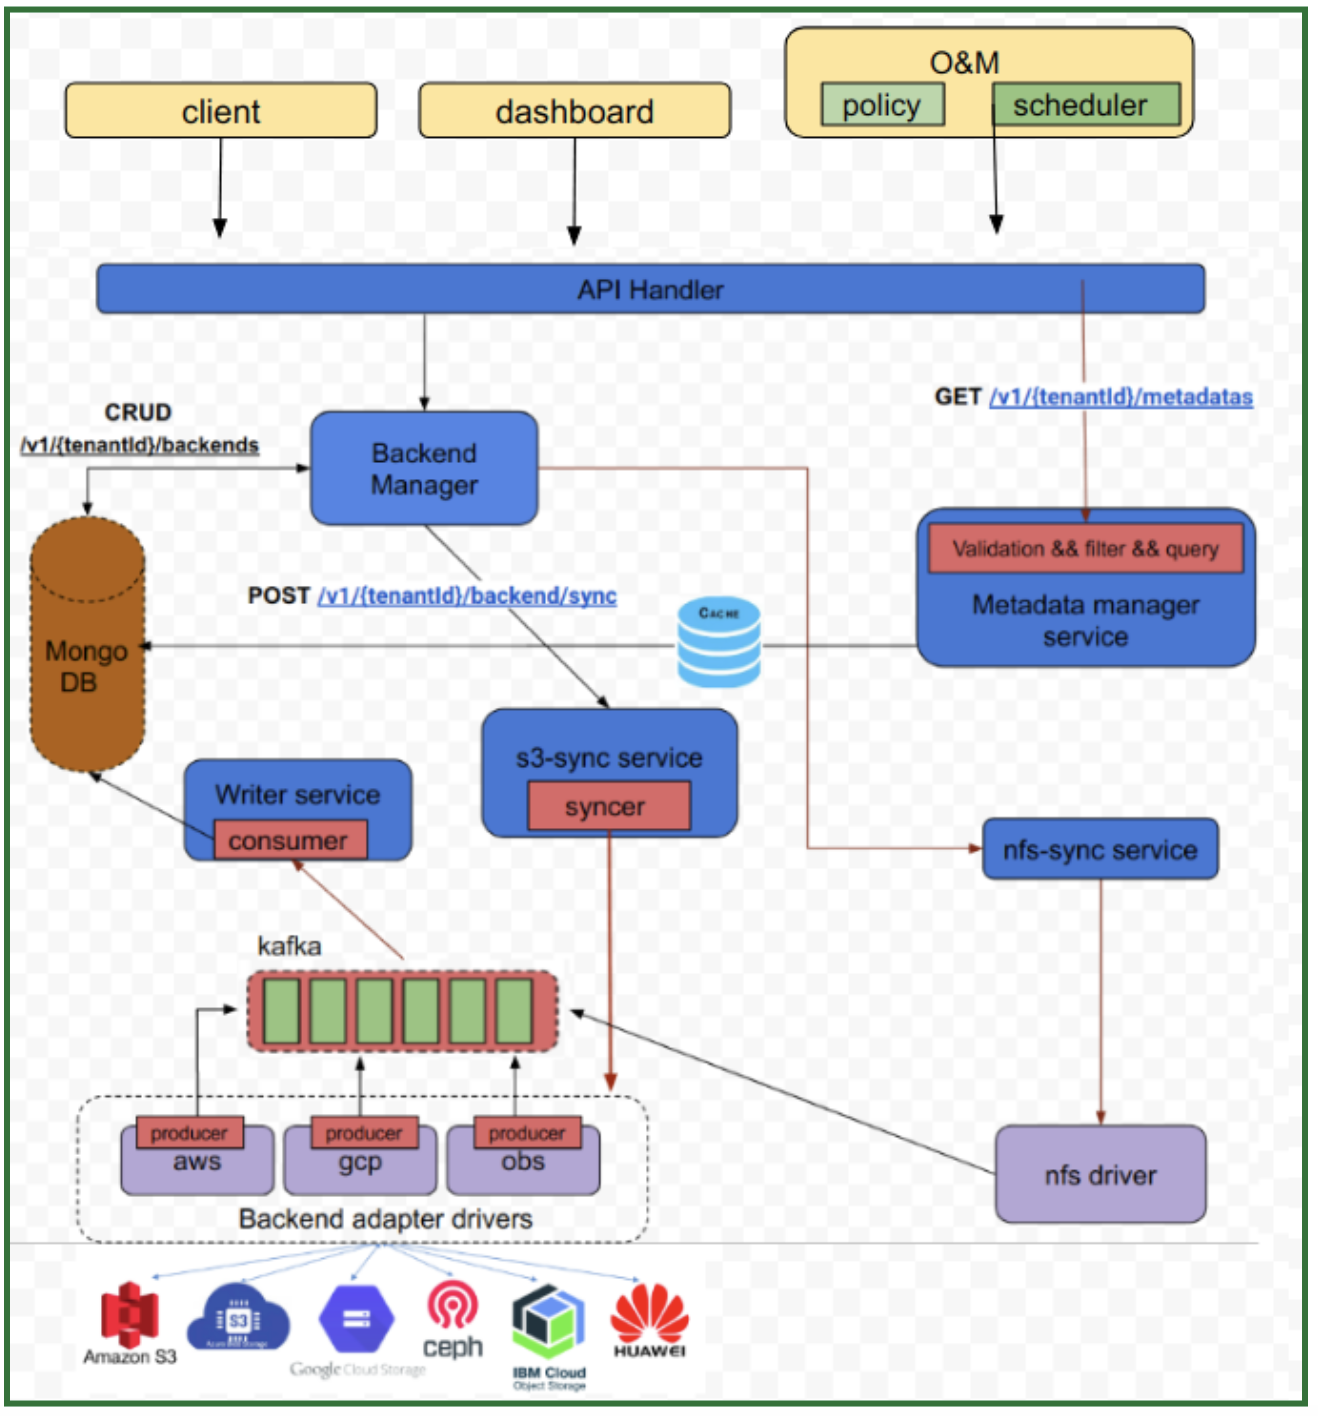 O&M
client
dashboard
policy
scheduler
API Handler
GET /v1/{tenantId}/metadatas
CRUD
/v1/{tenantId}/backends
Backend
Manager
Validation && filter && query
Metadata manager
service
POST /v1/{tenantId}/backend/sync
CACHE
Mongo
DB
s3-sync service
syncer
Writer service
consumer
nfs-sync service
kafka
producer
aws
producer
gcp
producer
obs
nfs driver
Backend adapter drivers
Amazon S3
S3
Google Cloud Storage
ceph
IBM Cloud
Object Storage
HUAWEI